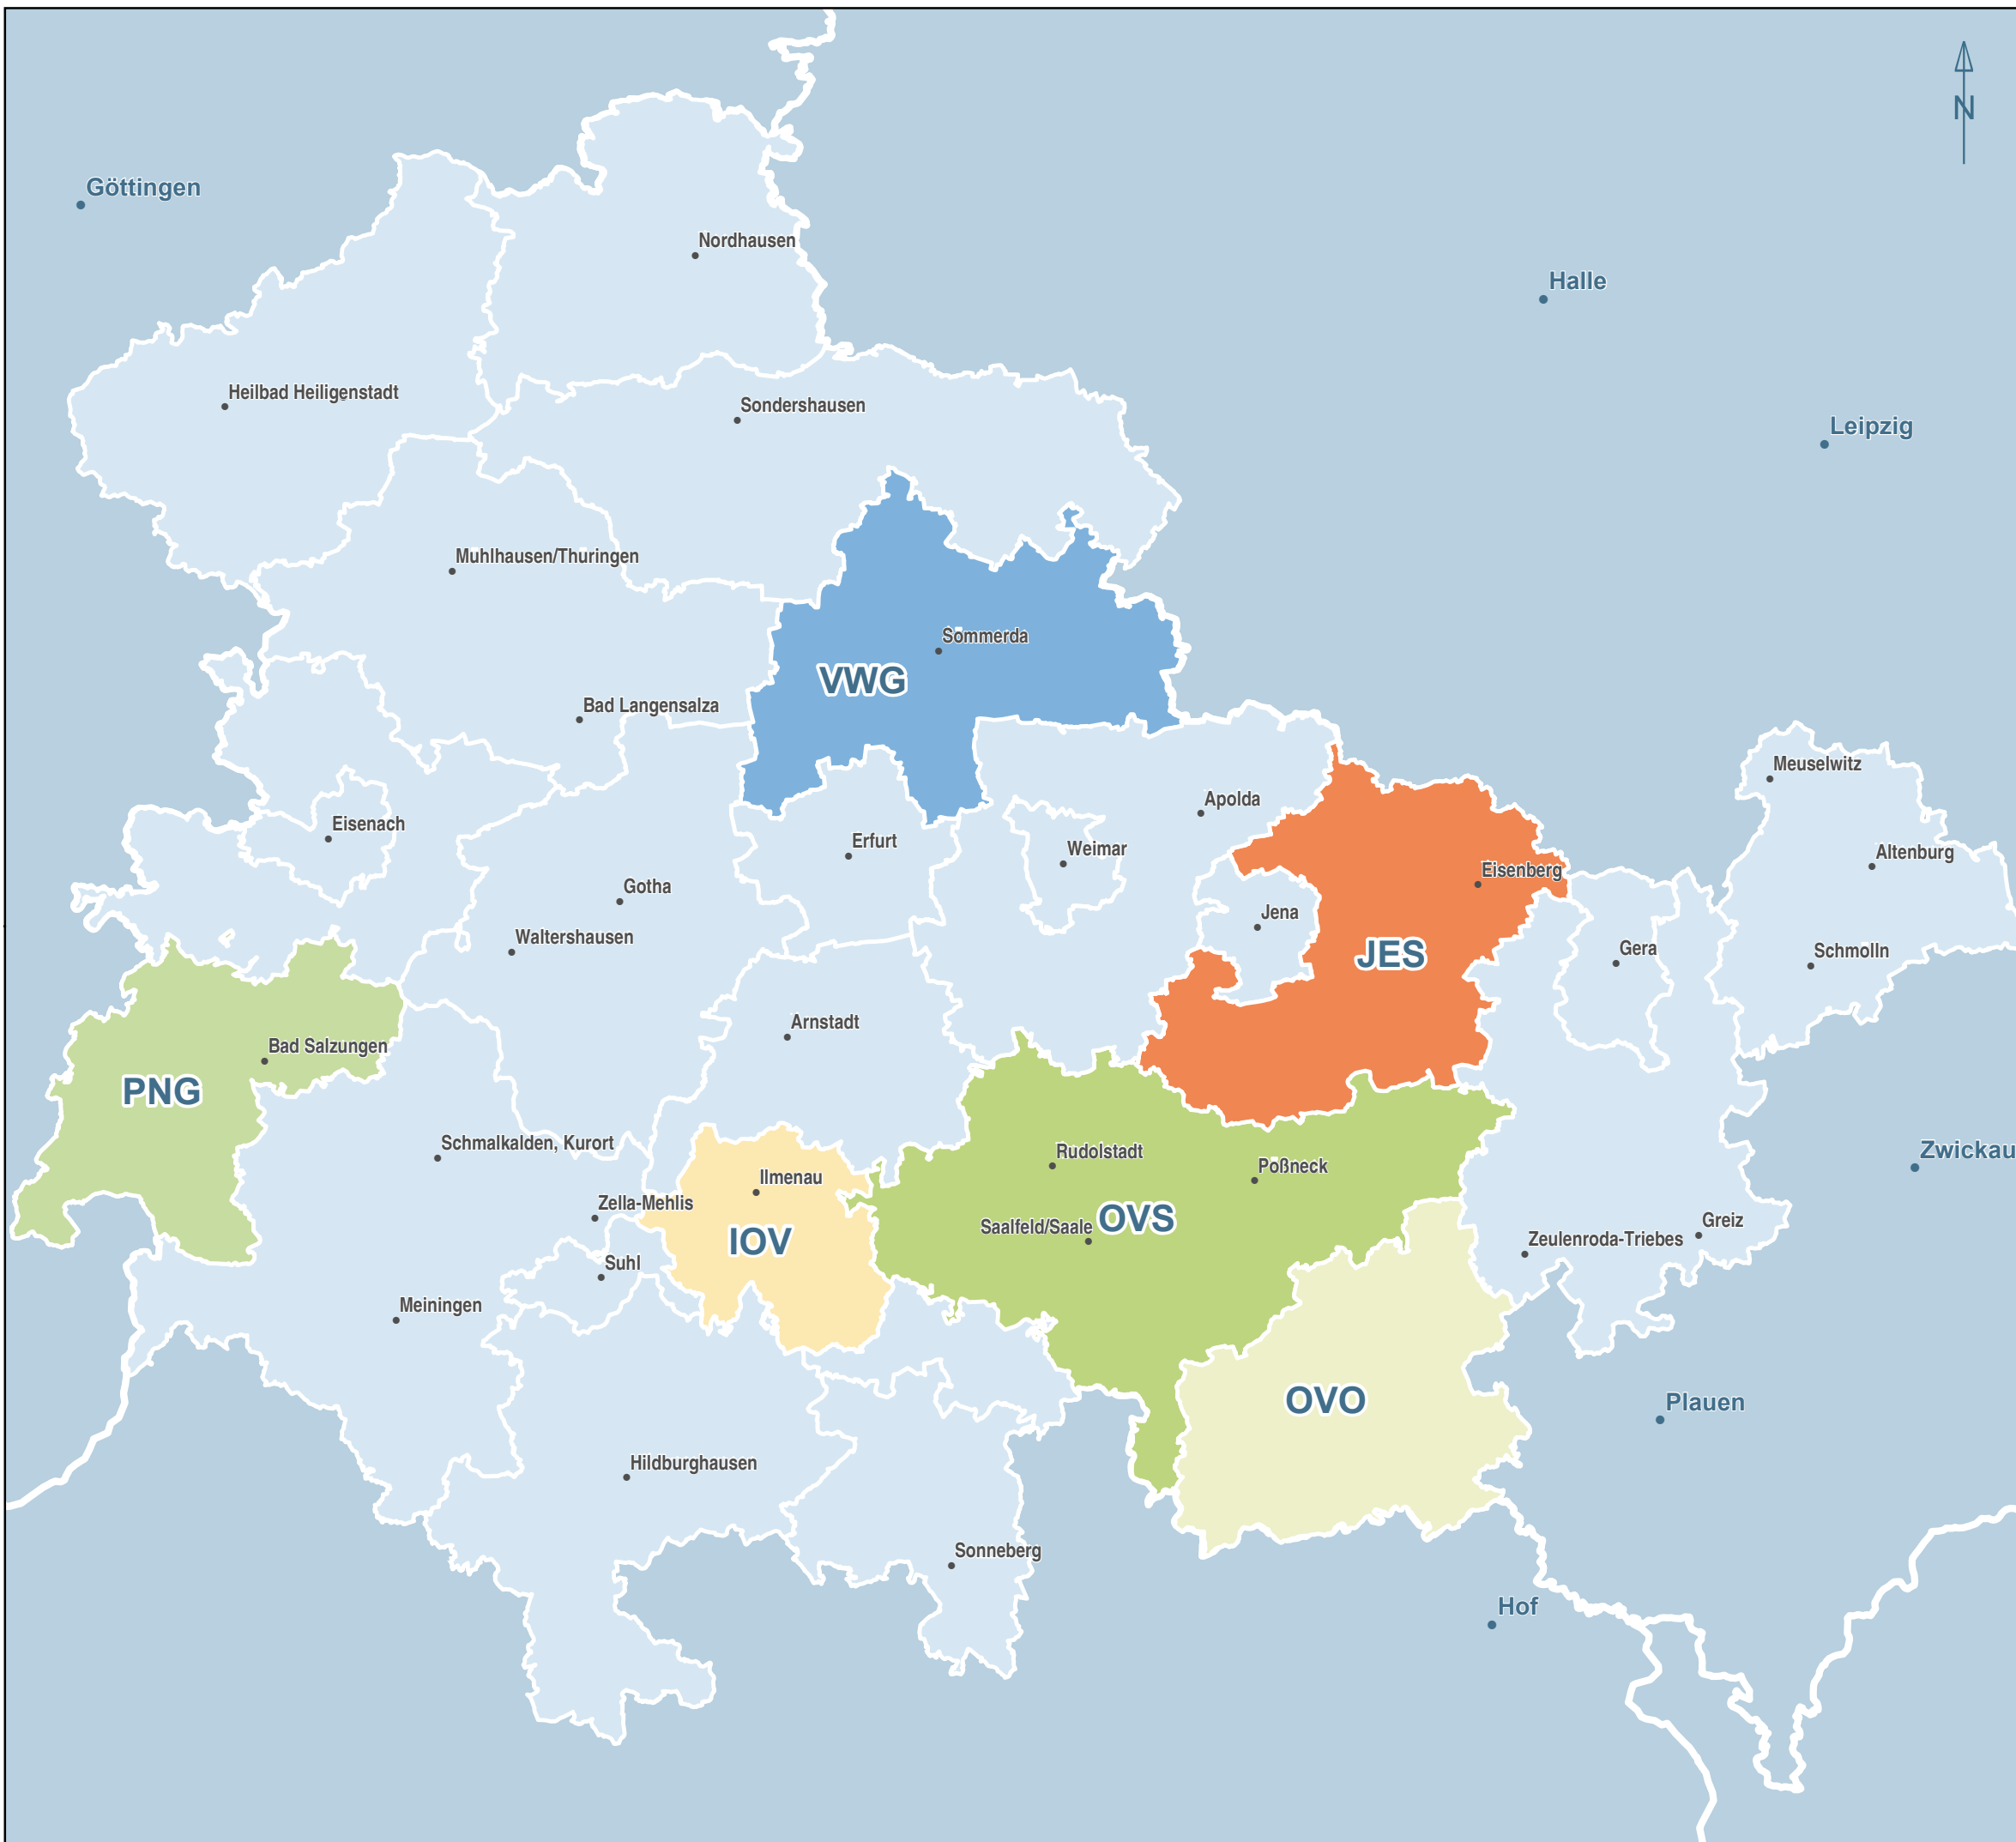 N
Göttingen
Nordhausen
Halle
Heilbad Heiligenstadt
Sondershausen
Leipzig
Muhlhausen/Thuringen
Sommerda
VWG
Bad Langensalza
Meuselwitz
Apolda
Eisenach
Erfurt
Weimar
Altenburg
Eisenberg
Gotha
Jena
Waltershausen
Gera
Schmolln
JES
Arnstadt
Bad Salzungen
PNG
Schmalkalden, Kurort
Rudolstadt
Poßneck
Zwickau
Ilmenau
Zella-Mehlis
OVS
Saalfeld/Saale
Greiz
IOV
Zeulenroda-Triebes
Suhl
Meiningen
OVO
Plauen
Hildburghausen
Sonneberg
Hof